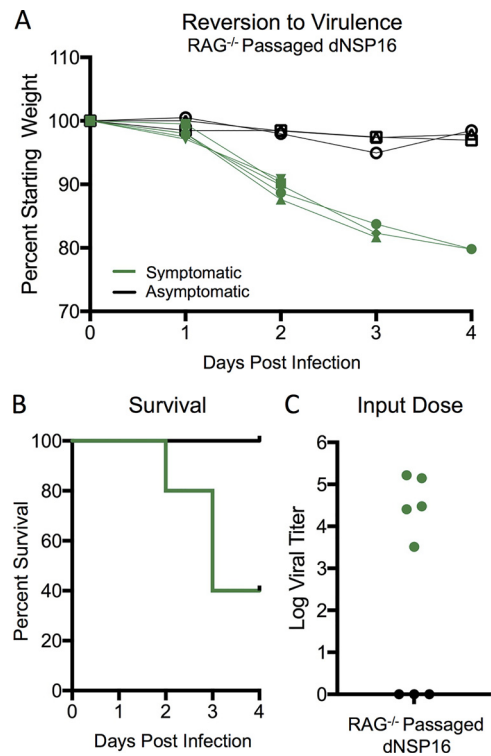 A
Reversion to Virulence
RAG-/- Passaged dNSP16
Percent Starting Weight
110
100
90
80
70
Symptomatic
Asymptomatic
0 1 2 3 4
Days Post Infection
B
Survival
Percent Survival
100
80
60
40
20
0
0 1 2 3 4
Days Post Infection
C
Input Dose
Log Viral Titer
6
5
4
3
2
1
0
RAG-/- Passaged
dNSP16